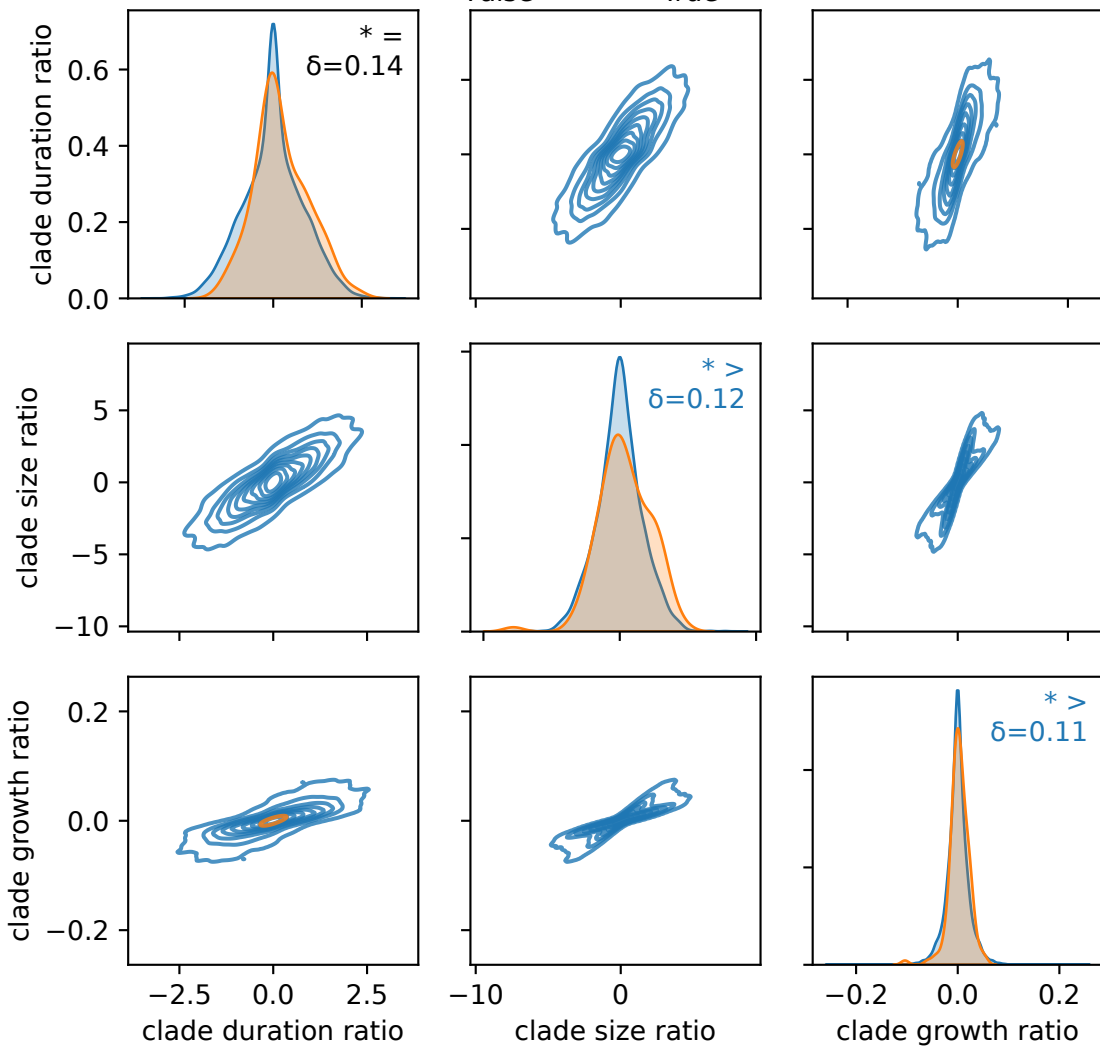 clade duration ratio
0.6
0.4
0.2
0.0
* =
δ=0.14
clade size ratio
5
0
−5
−10
* >
δ=0.12
clade growth ratio
0.2
0.0
−0.2
* >
δ=0.11
−2.5 0.0 2.5
−10 0
−0.2 0.0 0.2
clade duration ratio
clade size ratio
clade growth ratio